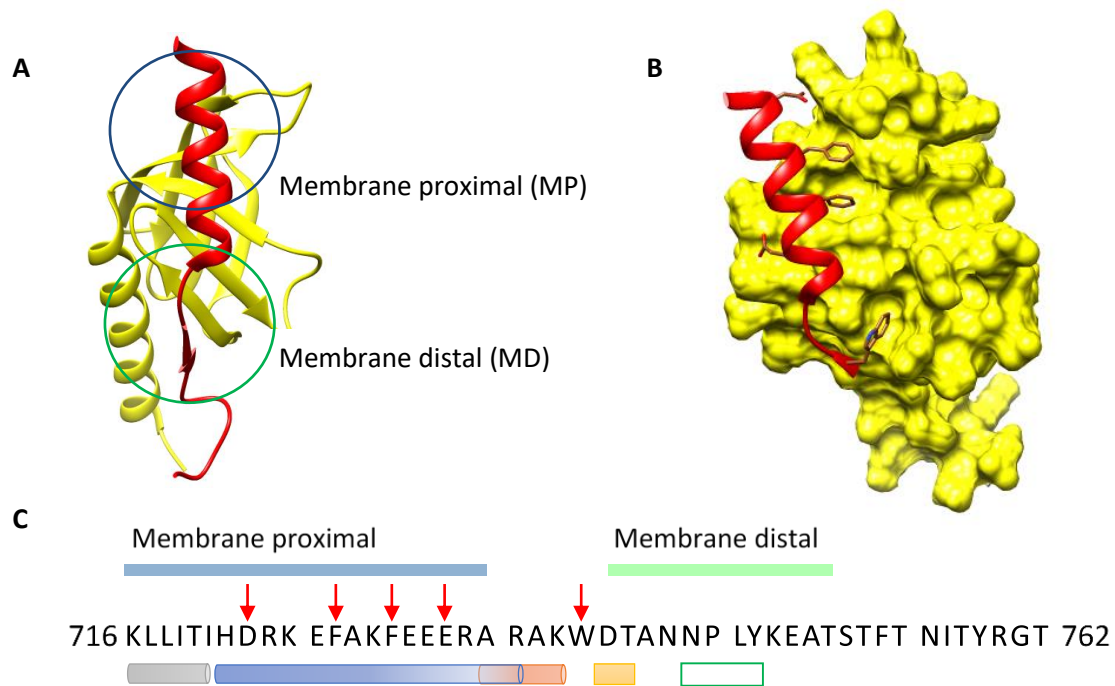 A
B
Membrane proximal (MP)
Membrane distal (MD)
C
Membrane proximal
Membrane distal
716 KLLITIHDRK EFAKFEEERA RAKWDTANNP LYKEATSTFT NITYRGT 762